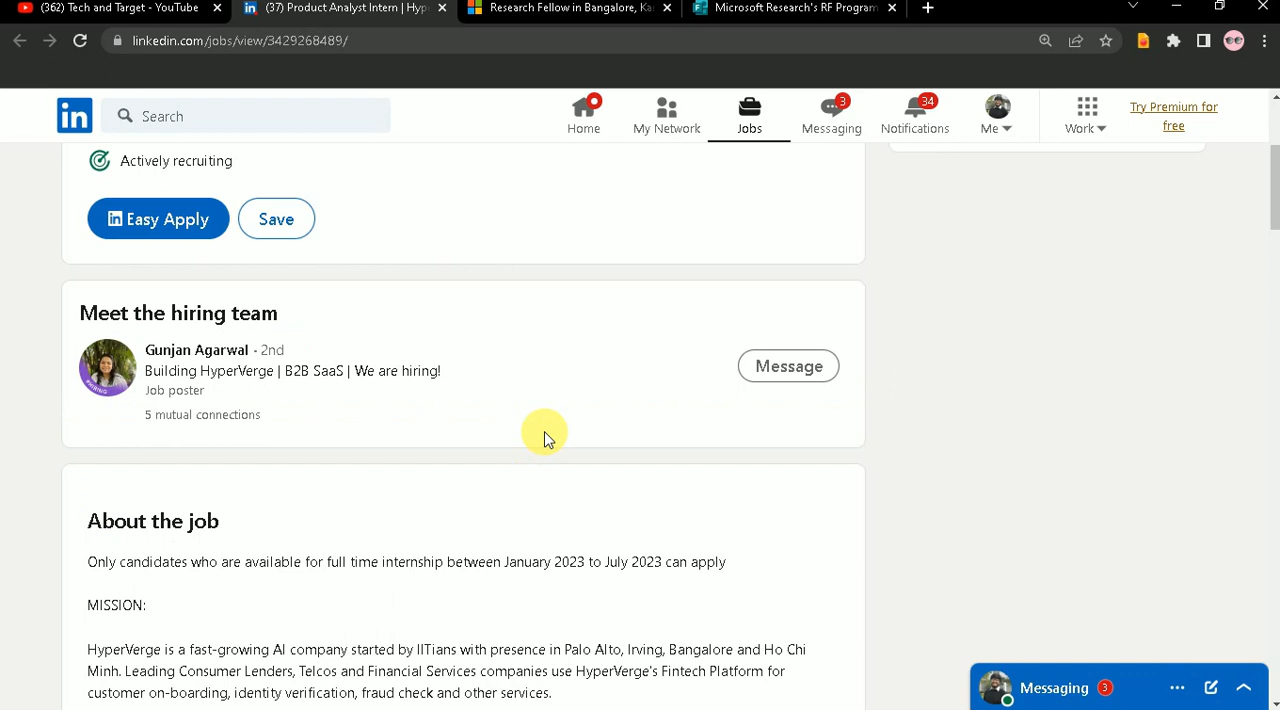 (362) Tech and Target - YouTube
(37) Product Analyst Intern | Hype
Research Fellow in Bangalore, Ka
Microsoft Research's RF Program
linkedin.com/jobs/view/3429268489/
in
Search
Home
My Network
Jobs
3
Messaging
34
Notifications
Me
Work
Try Premium for
free
Actively recruiting
in Easy Apply
Save
Meet the hiring team
Gunjan Agarwal · 2nd
Building HyperVerge | B2B SaaS | We are hiring!
Job poster
5 mutual connections
Message
#HIRING
About the job
Only candidates who are available for full time internship between January 2023 to July 2023 can apply
MISSION:
HyperVerge is a fast-growing AI company started by IITians with presence in Palo Alto, Irving, Bangalore and Ho Chi
Minh. Leading Consumer Lenders, Telcos and Financial Services companies use HyperVerge's Fintech Platform for
customer on-boarding, identity verification, fraud check and other services.
Messaging 3